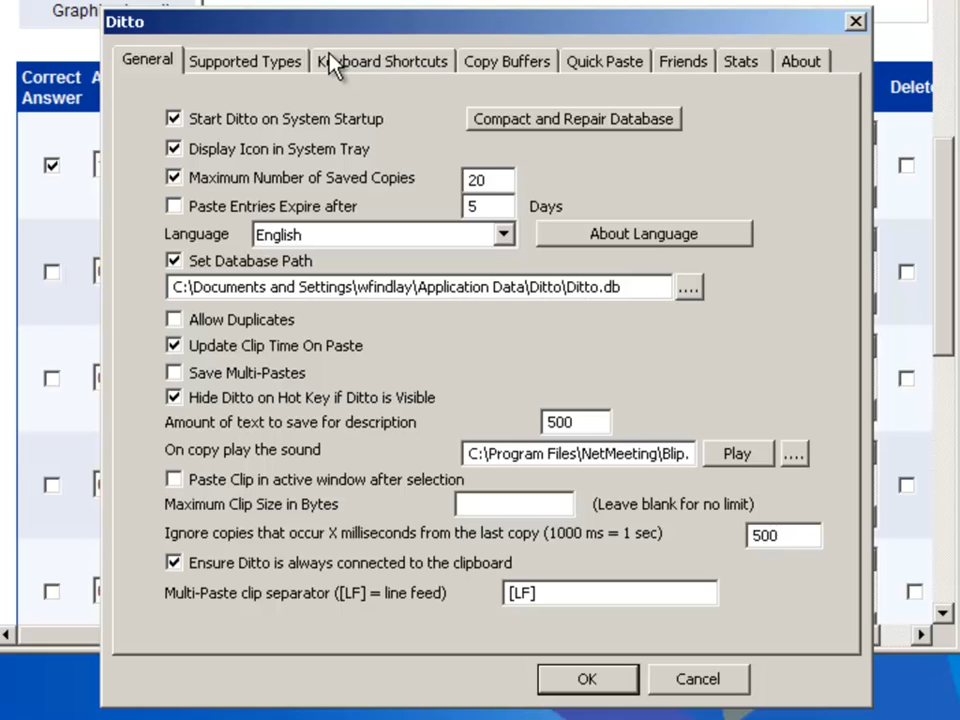 Ditto
General Supported Types Keyboard Shortcuts Copy Buffers Quick Paste Friends Stats About
Correct
Answer
Delete
Start Ditto on System Startup Compact and Repair Database
Display Icon in System Tray
Maximum Number of Saved Copies 20
Paste Entries Expire after 5 Days
Language English About Language
Set Database Path
C:\Documents and Settings\wfindlay\Application Data\Ditto\Ditto.db ....
Allow Duplicates
Update Clip Time On Paste
Save Multi-Pastes
Hide Ditto on Hot Key if Ditto is Visible
Amount of text to save for description 500
On copy play the sound C:\Program Files\NetMeeting\Blip. Play ....
Paste Clip in active window after selection
Maximum Clip Size in Bytes (Leave blank for no limit)
Ignore copies that occur X milliseconds from the last copy (1000 ms = 1 sec) 500
Ensure Ditto is always connected to the clipboard
Multi-Paste clip separator ([LF] = line feed) [LF]
OK Cancel